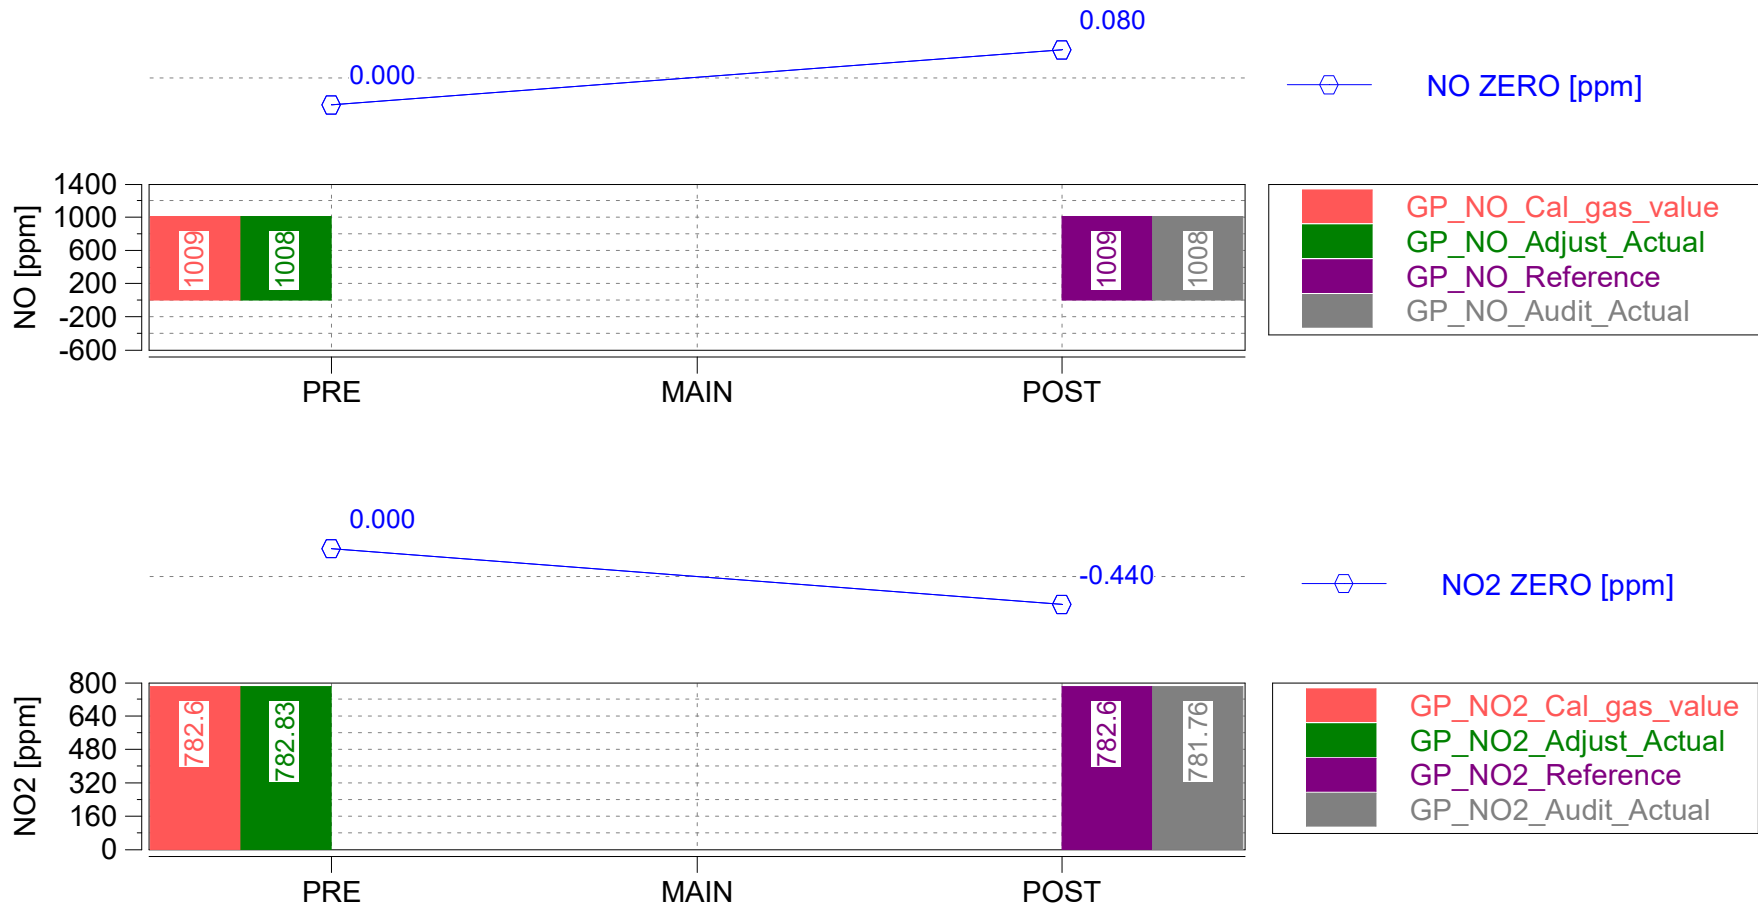 0.080
0.000
NO ZERO [ppm]
NO [ppm]
1400
1000
600
200
-200
-600
1009
1008
1009
1008
GP_NO_Cal_gas_value
GP_NO_Adjust_Actual
GP_NO_Reference
GP_NO_Audit_Actual
PRE
MAIN
POST
0.000
-0.440
NO2 ZERO [ppm]
NO2 [ppm]
800
640
480
320
160
0
782.6
782.83
782.6
781.76
GP_NO2_Cal_gas_value
GP_NO2_Adjust_Actual
GP_NO2_Reference
GP_NO2_Audit_Actual
PRE
MAIN
POST